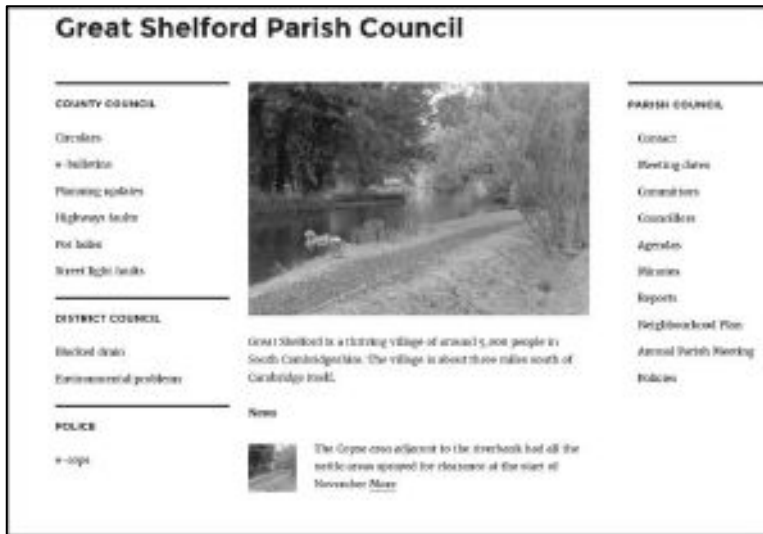 Great Shelford Parish Council
COUNTY COUNCIL
Circulars
e-bulletins
Planning updates
Highways faults
Pot holes
Street light faults
DISTRICT COUNCIL
Blocked drain
Environmental problems
POLICE
e-cops
Great Shelford is a thriving village of around 5,000 people in
South Cambridgeshire. The village is about three miles south of
Cambridge itself.
News
The Copse area adjacent to the riverbank had all the
nettle areas sprayed for clearance at the start of
November More
PARISH COUNCIL
Contact
Meeting dates
Committees
Councillors
Agendas
Minutes
Reports
Neighbourhood Plan
Annual Parish Meeting
Policies